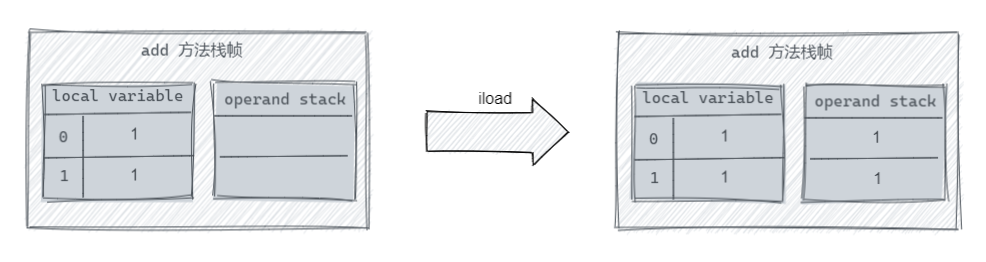 add 方法栈帧
local variable
operand stack
0
1
1
1
iload
add 方法栈帧
local variable
operand stack
0
1
1
1
1
1